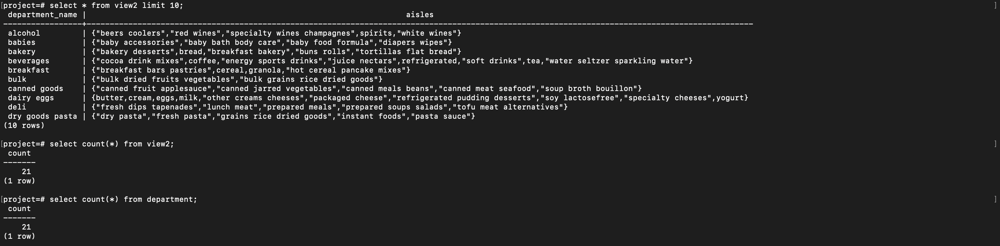 [project=# select * from view2 limit 10; ]
department_name | aisles
-----------------+------------------------------------------------------------------------------------------------------------------------------------------------
alcohol | {"beers coolers","red wines","specialty wines champagnes",spirits,"white wines"}
babies | {"baby accessories","baby bath body care","baby food formula","diapers wipes"}
bakery | {"bakery desserts",bread,"breakfast bakery","buns rolls","tortillas flat bread"}
beverages | {"cocoa drink mixes",coffee,"energy sports drinks","juice nectars",refrigerated,"soft drinks",tea,"water seltzer sparkling water"}
breakfast | {"breakfast bars pastries",cereal,granola,"hot cereal pancake mixes"}
bulk | {"bulk dried fruits vegetables","bulk grains rice dried goods"}
canned goods | {"canned fruit applesauce","canned jarred vegetables","canned meals beans","canned meat seafood","soup broth bouillon"}
dairy eggs | {butter,cream,eggs,milk,"other creams cheeses","packaged cheese","refrigerated pudding desserts","soy lactosefree","specialty cheeses",yogurt}
deli | {"fresh dips tapenades","lunch meat","prepared meals","prepared soups salads","tofu meat alternatives"}
dry goods pasta | {"dry pasta","fresh pasta","grains rice dried goods","instant foods","pasta sauce"}
(10 rows)
[project=# select count(*) from view2; ]
count
-------
21
(1 row)
[project=# select count(*) from department; ]
count
-------
21
(1 row)